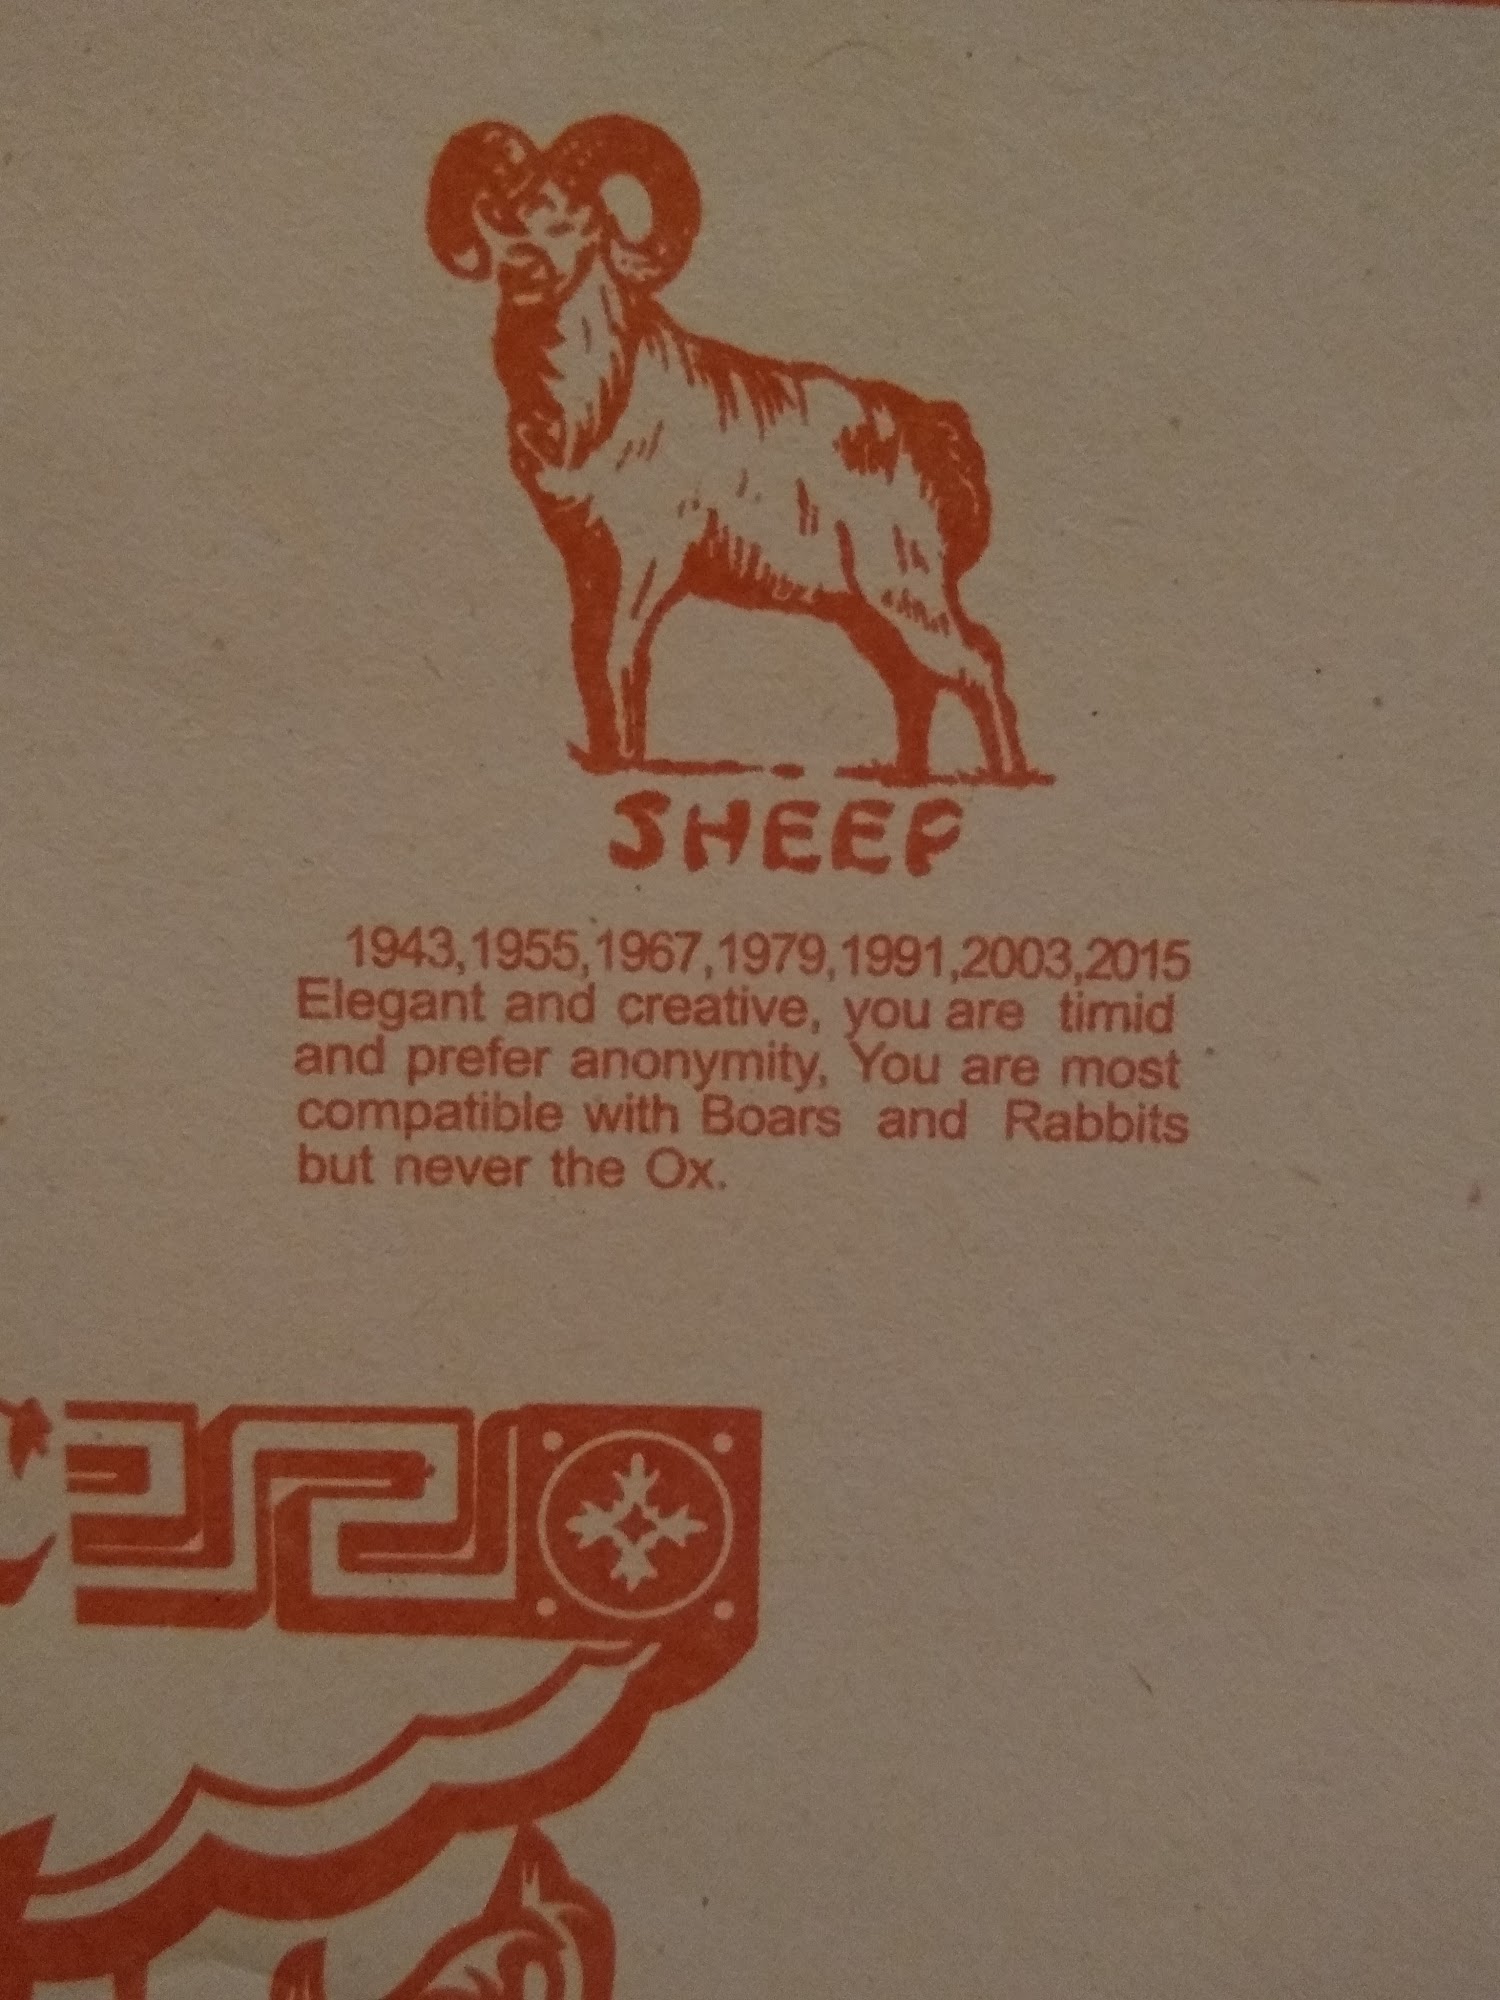 SHEEP
1943,1955,1967,1979,1991,2003,2015
Elegant and creative, you are timid
and prefer anonymity, You are most
compatible with Boars and Rabbits
but never the Ox.